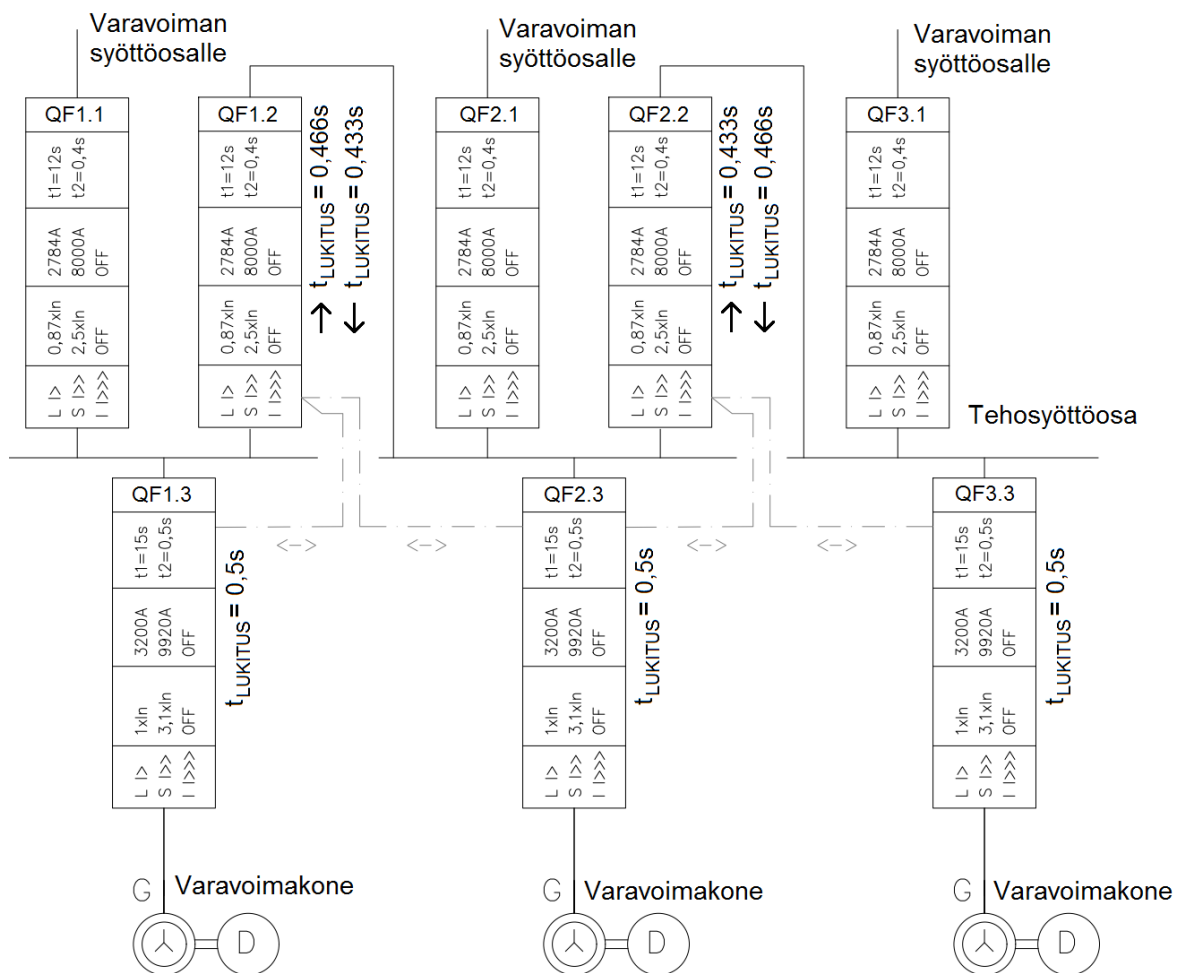 Varavoiman
syöttöosalle
Varavoiman
syöttöosalle
Varavoiman
syöttöosalle
QF1.1
t1=12s
t2=0,4s
2784A
8000A
OFF
0,87xIn
2,5xIn
OFF
L I>
S I>>
I I>>>
QF1.2
t1=12s
t2=0,4s
2784A
8000A
OFF
0,87xIn
2,5xIn
OFF
L I>
S I>>
I I>>>
→ tLUKITUS = 0,466s
← tLUKITUS = 0,433s
QF2.1
t1=12s
t2=0,4s
2784A
8000A
OFF
0,87xIn
2,5xIn
OFF
L I>
S I>>
I I>>>
QF2.2
t1=12s
t2=0,4s
2784A
8000A
OFF
0,87xIn
2,5xIn
OFF
L I>
S I>>
I I>>>
→ tLUKITUS = 0,433s
← tLUKITUS = 0,466s
QF3.1
t1=12s
t2=0,4s
2784A
8000A
OFF
0,87xIn
2,5xIn
OFF
L I>
S I>>
I I>>>
Tehosyöttöosa
QF1.3
t1=15s
t2=0,5s
3200A
9920A
OFF
1xIn
3,1xIn
OFF
L I>
S I>>
I I>>>
tLUKITUS = 0,5s
<-> <-> <-> <->
QF2.3
t1=15s
t2=0,5s
3200A
9920A
OFF
1xIn
3,1xIn
OFF
L I>
S I>>
I I>>>
tLUKITUS = 0,5s
QF3.3
t1=15s
t2=0,5s
3200A
9920A
OFF
1xIn
3,1xIn
OFF
L I>
S I>>
I I>>>
tLUKITUS = 0,5s
G Varavoimakone
D
G Varavoimakone
D
G Varavoimakone
D